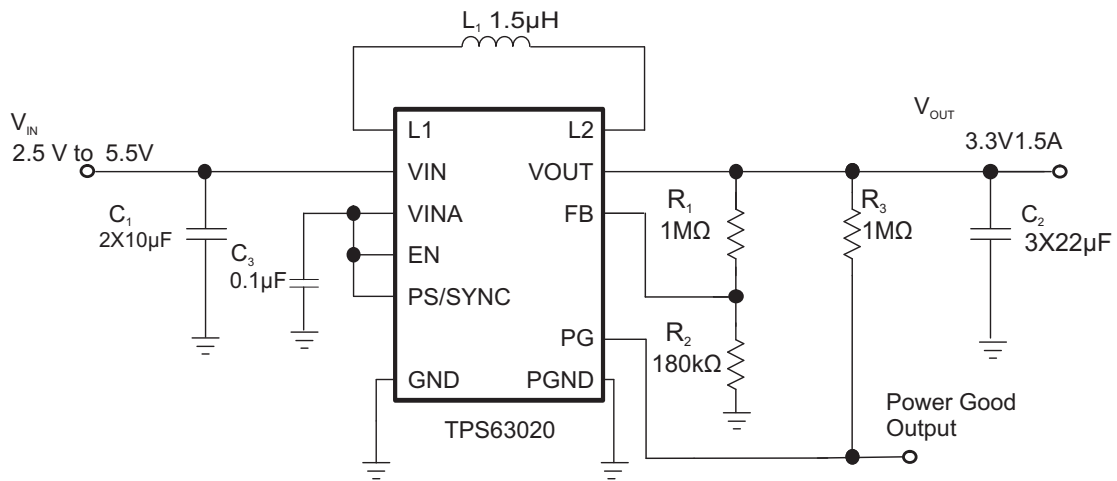 L₁ 1.5µH
V_IN
2.5 V to 5.5V
V_OUT
3.3V1.5A
L1
L2
VIN
VOUT
VINA
FB
EN
PS/SYNC
PG
GND
PGND
TPS63020
C₁
2X10µF
C₃
0.1µF
R₁
1MΩ
R₂
180kΩ
R₃
1MΩ
C₂
3X22µF
Power Good
Output